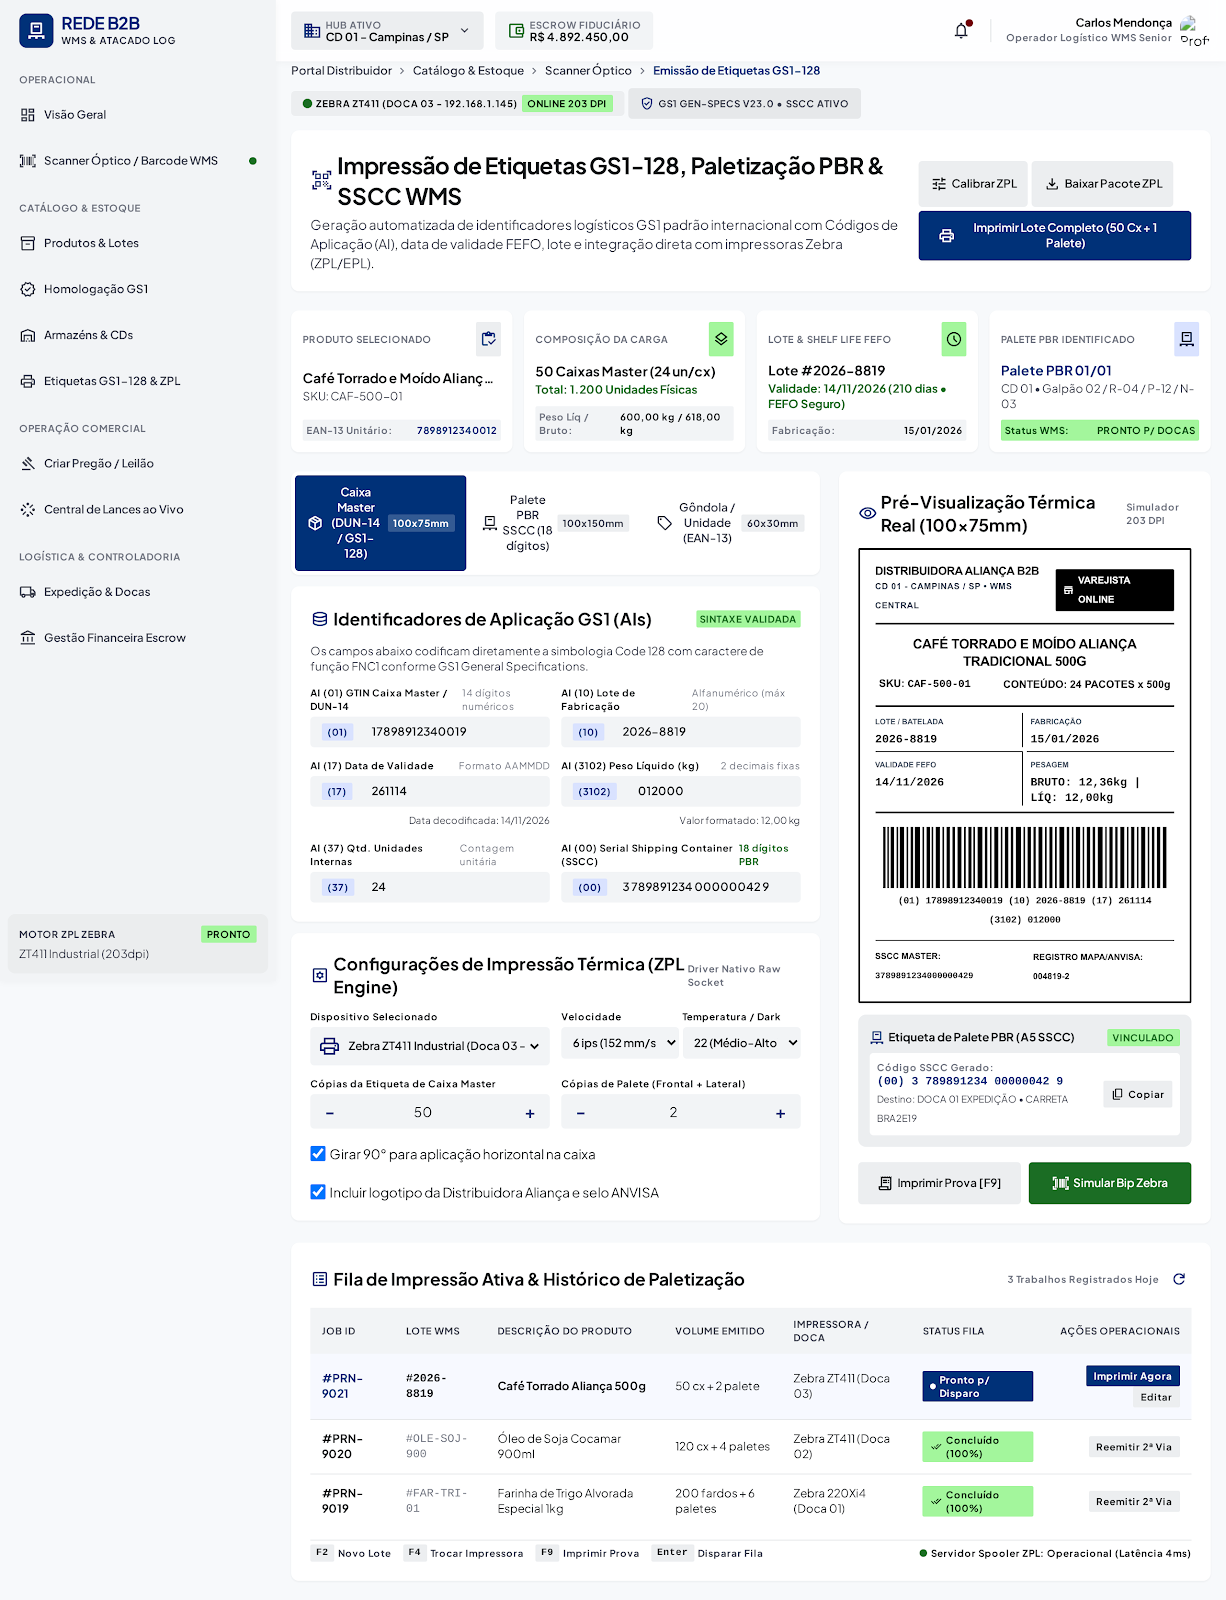 REDE B2B
WMS & ATACADO LOG
OPERACIONAL
Visão Geral
Scanner Óptico / Barcode WMS
CATÁLOGO & ESTOQUE
Produtos & Lotes
Homologação GS1
Armazéns & CDs
Etiquetas GS1-128 & ZPL
OPERAÇÃO COMERCIAL
Criar Pregão / Leilão
Central de Lances ao Vivo
LOGÍSTICA & CONTROLADORIA
Expedição & Docas
Gestão Financeira Escrow
MOTOR ZPL ZEBRA
PRONTO
ZT411 Industrial (203dpi)
HUB ATIVO
CD 01 - Campinas / SP
ESCROW FIDUCIÁRIO
R$ 4.892.450,00
Carlos Mendonça
Operador Logístico WMS Senior
Prof
Portal Distribuidor > Catálogo & Estoque > Scanner Óptico > Emissão de Etiquetas GS1-128
ZEBRA ZT411 (DOCA 03 - 192.168.1.145) ONLINE 203 DPI
GS1 GEN-SPECS V23.0 • SSCC ATIVO
Impressão de Etiquetas GS1-128, Paletização PBR &
SSCC WMS
Geração automatizada de identificadores logísticos GS1 padrão internacional com Códigos de
Aplicação (AI), data de validade FEFO, lote e integração direta com impressoras Zebra
(ZPL/EPL).
Calibrar ZPL
Baixar Pacote ZPL
Imprimir Lote Completo (50 Cx + 1
Palete)
PRODUTO SELECIONADO
Café Torrado e Moído Alianç...
SKU: CAF-500-01
EAN-13 Unitário: 7898912340012
COMPOSIÇÃO DA CARGA
50 Caixas Master (24 un/cx)
Total: 1.200 Unidades Físicas
Peso Líq /
Bruto:
600,00 kg / 618,00
kg
LOTE & SHELF LIFE FEFO
Lote #2026-8819
Validade: 14/11/2026 (210 dias •
FEFO Seguro)
Fabricação: 15/01/2026
PALETE PBR IDENTIFICADO
Palete PBR 01/01
CD 01 • Galpão 02 / R-04 / P-12 / N-
03
Status WMS: PRONTO P/ DOCAS
Caixa
Master
(DUN-14
/ GS1-
128)
100x75mm
Palete
PBR
SSCC (18
dígitos)
100x150mm
Gôndola /
Unidade
(EAN-13)
60x30mm
Identificadores de Aplicação GS1 (AIs)
SINTAXE VALIDADA
Os campos abaixo codificam diretamente a simbologia Code 128 com caractere de
função FNC1 conforme GS1 General Specifications.
AI (01) GTIN Caixa Master /
DUN-14
14 dígitos
numéricos
(01) 17898912340019
AI (10) Lote de
Fabricação
Alfanumérico (máx
20)
(10) 2026-8819
AI (17) Data de Validade
Formato AAMMDD
(17) 261114
Data decodificada: 14/11/2026
AI (3102) Peso Líquido (kg)
2 decimais fixas
(3102) 012000
Valor formatado: 12,00 kg
AI (37) Qtd. Unidades
Internas
Contagem
unitária
(37) 24
AI (00) Serial Shipping Container
(SSCC)
18 dígitos
PBR
(00) 378989123400000429
Configurações de Impressão Térmica (ZPL
Engine)
Driver Nativo Raw
Socket
Dispositivo Selecionado
Zebra ZT411 Industrial (Doca 03 -
Velocidade
6 ips (152 mm/s
Temperatura / Dark
22 (Médio-Alto
Cópias da Etiqueta de Caixa Master
− 50 +
Cópias de Palete (Frontal + Lateral)
− 2 +
Girar 90° para aplicação horizontal na caixa
Incluir logotipo da Distribuidora Aliança e selo ANVISA
Pré-Visualização Térmica
Real (100×75mm)
Simulador
203 DPI
DISTRIBUIDORA ALIANÇA B2B
CD 01 - CAMPINAS / SP • WMS
CENTRAL
VAREJISTA
ONLINE
CAFÉ TORRADO E MOÍDO ALIANÇA
TRADICIONAL 500G
SKU: CAF-500-01
CONTEÚDO: 24 PACOTES x 500g
LOTE / BATELADA
2026-8819
FABRICAÇÃO
15/01/2026
VALIDADE FEFO
14/11/2026
PESAGEM
BRUTO: 12,36kg |
LÍQ: 12,00kg
(01) 17898912340019 (10) 2026-8819 (17) 261114
(3102) 012000
SSCC MASTER:
378989123400000429
REGISTRO MAPA/ANVISA:
004819-2
Etiqueta de Palete PBR (A5 SSCC)
VINCULADO
Código SSCC Gerado:
(00) 3 789891234 00000042 9
Destino: DOCA 01 EXPEDIÇÃO • CARRETA
BRA2E19
Copiar
Imprimir Prova [F9]
Simular Bip Zebra
Fila de Impressão Ativa & Histórico de Paletização
3 Trabalhos Registrados Hoje
JOB ID
LOTE WMS
DESCRIÇÃO DO PRODUTO
VOLUME EMITIDO
IMPRESSORA /
DOCA
STATUS FILA
AÇÕES OPERACIONAIS
#PRN-
9021
#2026-
8819
Café Torrado Aliança 500g
50 cx + 2 palete
Zebra ZT411 (Doca
03)
Pronto p/
Disparo
Imprimir Agora
Editar
#PRN-
9020
#OLE-SOJ-
900
Óleo de Soja Cocamar
900ml
120 cx + 4 paletes
Zebra ZT411 (Doca
02)
Concluído
(100%)
Reemitir 2ª Via
#PRN-
9019
#FAR-TRI-
01
Farinha de Trigo Alvorada
Especial 1kg
200 fardos + 6
paletes
Zebra 220Xi4
(Doca 01)
Concluído
(100%)
Reemitir 2ª Via
F2 Novo Lote F4 Trocar Impressora F9 Imprimir Prova Enter Disparar Fila
Servidor Spooler ZPL: Operacional (Latência 4ms)